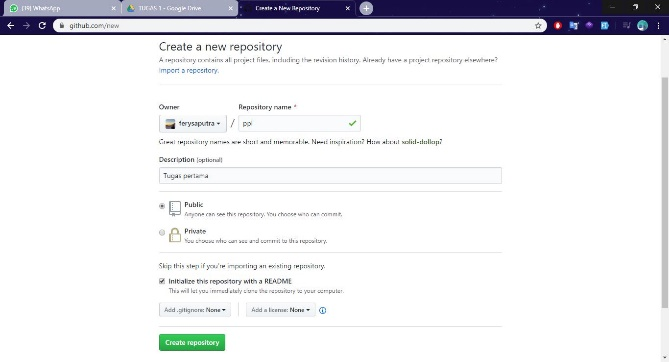 (19) WhatsApp
TUGAS 1 - Google Drive
Create a New Repository
github.com/new
Create a new repository
A repository contains all project files, including the revision history. Already have a project repository elsewhere?
Import a repository.
Owner
Repository name *
ferysaputra
/
ppl
Great repository names are short and memorable. Need inspiration? How about solid-dollop?
Description (optional)
Tugas pertama
Public
Anyone can see this repository. You choose who can commit.
Private
You choose who can see and commit to this repository.
Skip this step if you're importing an existing repository.
Initialize this repository with a README
This will let you immediately clone the repository to your computer.
Add .gitignore: None
Add a license: None
Create repository